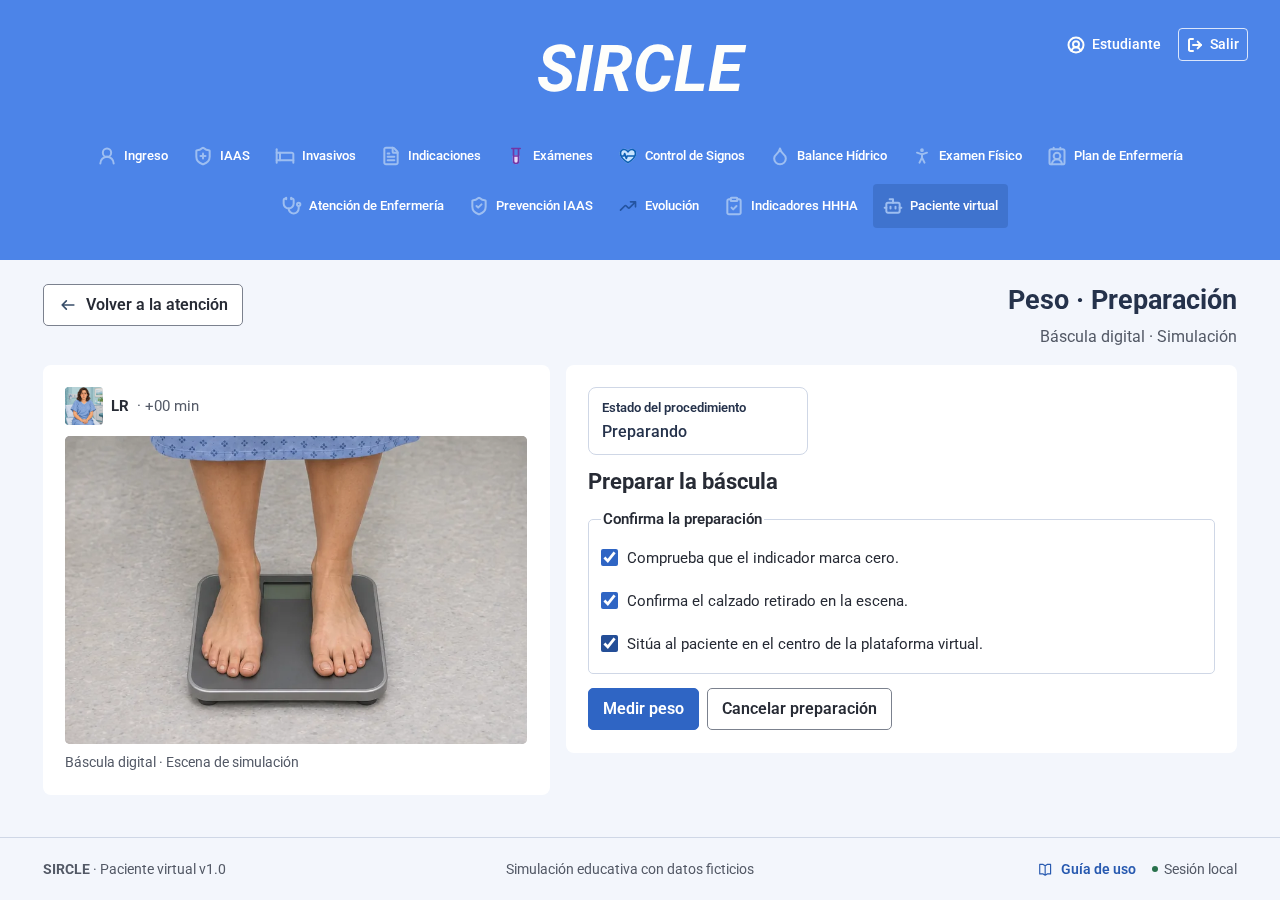 SIRCLE
Estudiante
Salir
Ingreso
IAAS
Invasivos
Indicaciones
Exámenes
Control de Signos
Balance Hídrico
Examen Físico
Plan de Enfermería
Atención de Enfermería
Prevención IAAS
Evolución
Indicadores HHHA
Paciente virtual
Volver a la atención
Peso · Preparación
Báscula digital · Simulación
LR · +00 min
Báscula digital · Escena de simulación
Estado del procedimiento
Preparando
Preparar la báscula
Confirma la preparación
Comprueba que el indicador marca cero.
Confirma el calzado retirado en la escena.
Sitúa al paciente en el centro de la plataforma virtual.
Medir peso
Cancelar preparación
SIRCLE · Paciente virtual v1.0
Simulación educativa con datos ficticios
Guía de uso
Sesión local